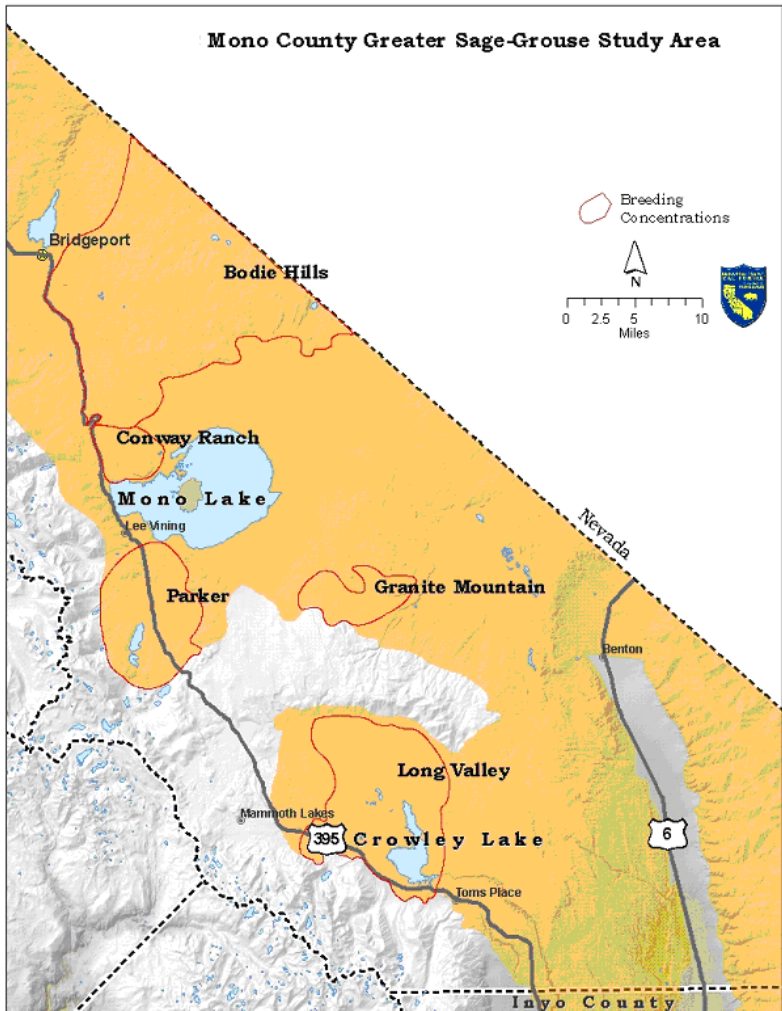 Mono County Greater Sage-Grouse Study Area
Breeding
Concentrations
N
0 2.5 5 10
Miles
Bridgeport
Bodie Hills
Conway Ranch
Mono Lake
Lee Vining
Nevada
Parker
Granite Mountain
Benton
Long Valley
Mammoth Lakes
395
Crowley Lake
6
Toms Place
Inyo County